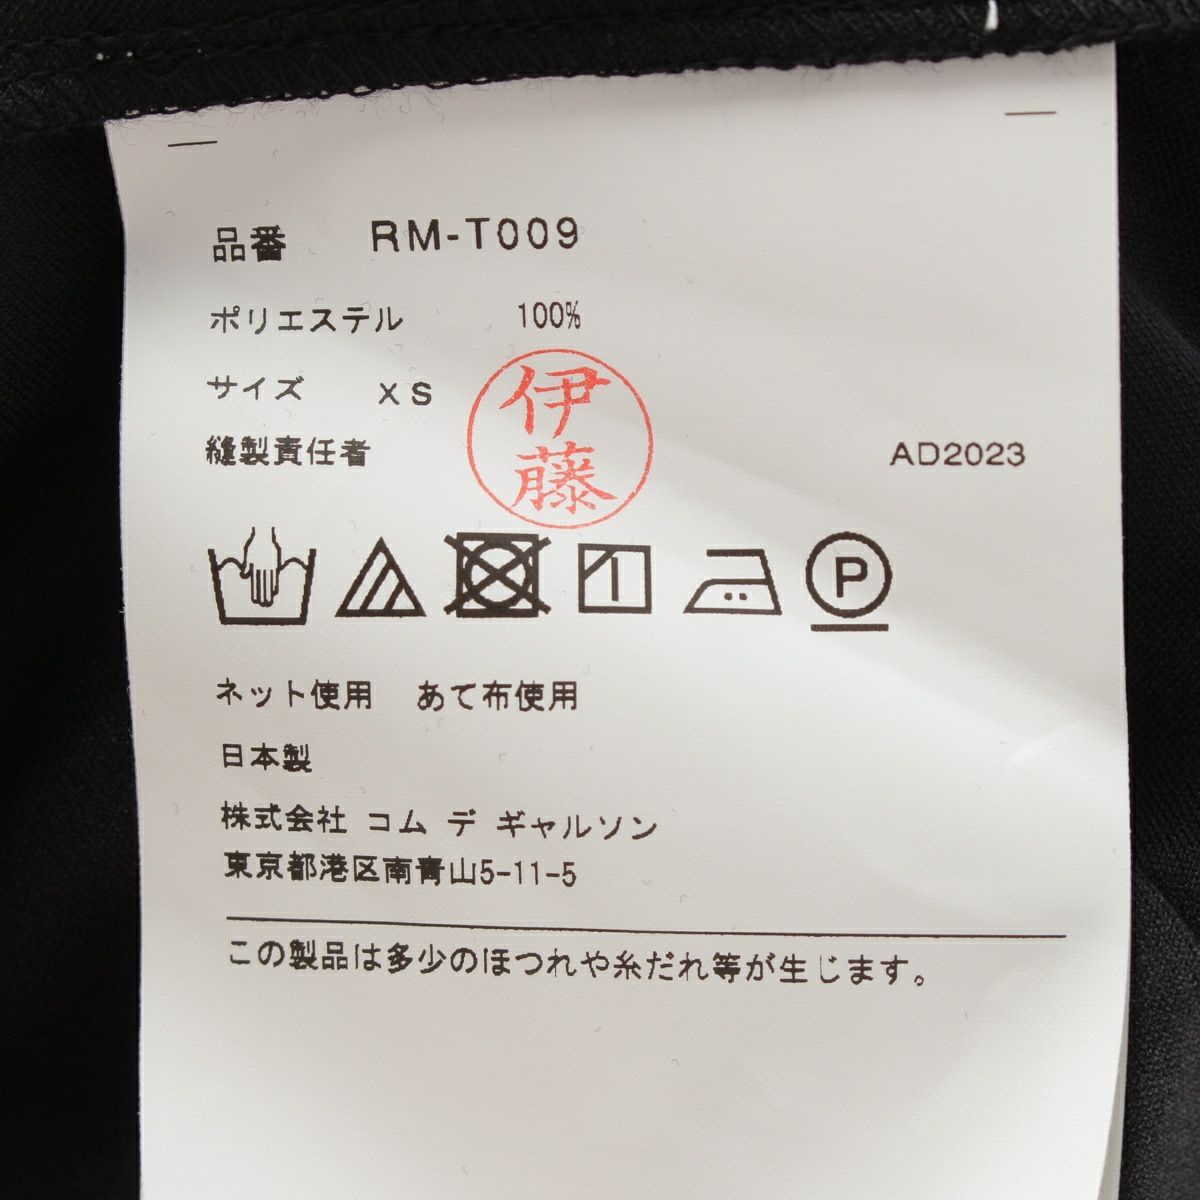 品番 RM-T009
ポリエステル 100%
サイズ XS
縫製責任者 伊藤 AD2023
P
ネット使用 あて布使用
日本製
株式会社 コム デ ギャルソン
東京都港区南青山5-11-5
この製品は多少のほつれや糸だれ等が生じます。